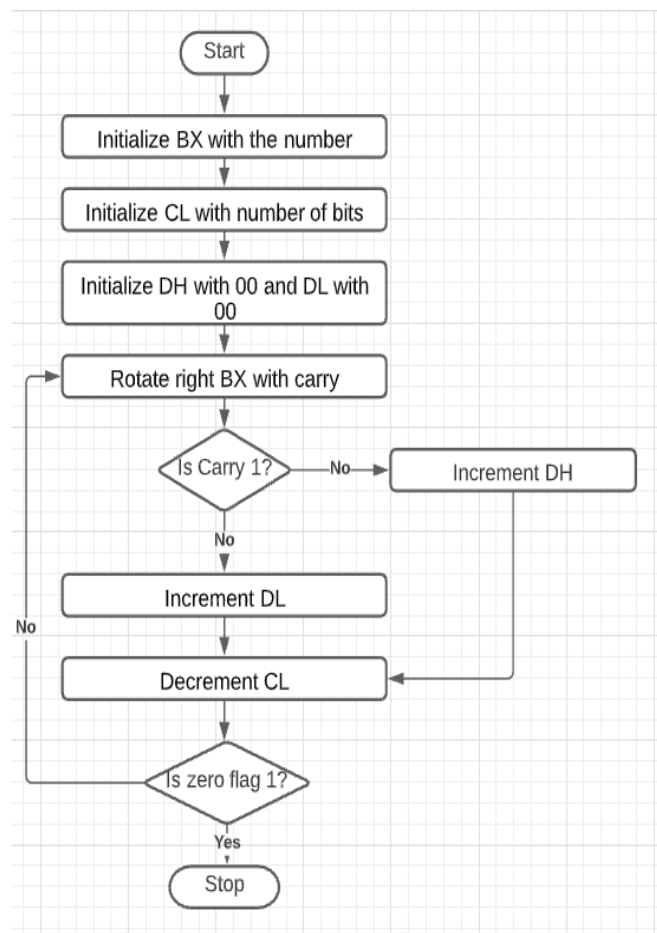 Start
Initialize BX with the number
Initialize CL with number of bits
Initialize DH with 00 and DL with
00
Rotate right BX with carry
Is Carry 1?
No
Increment DH
No
Increment DL
No
Decrement CL
Is zero flag 1?
Yes
Stop